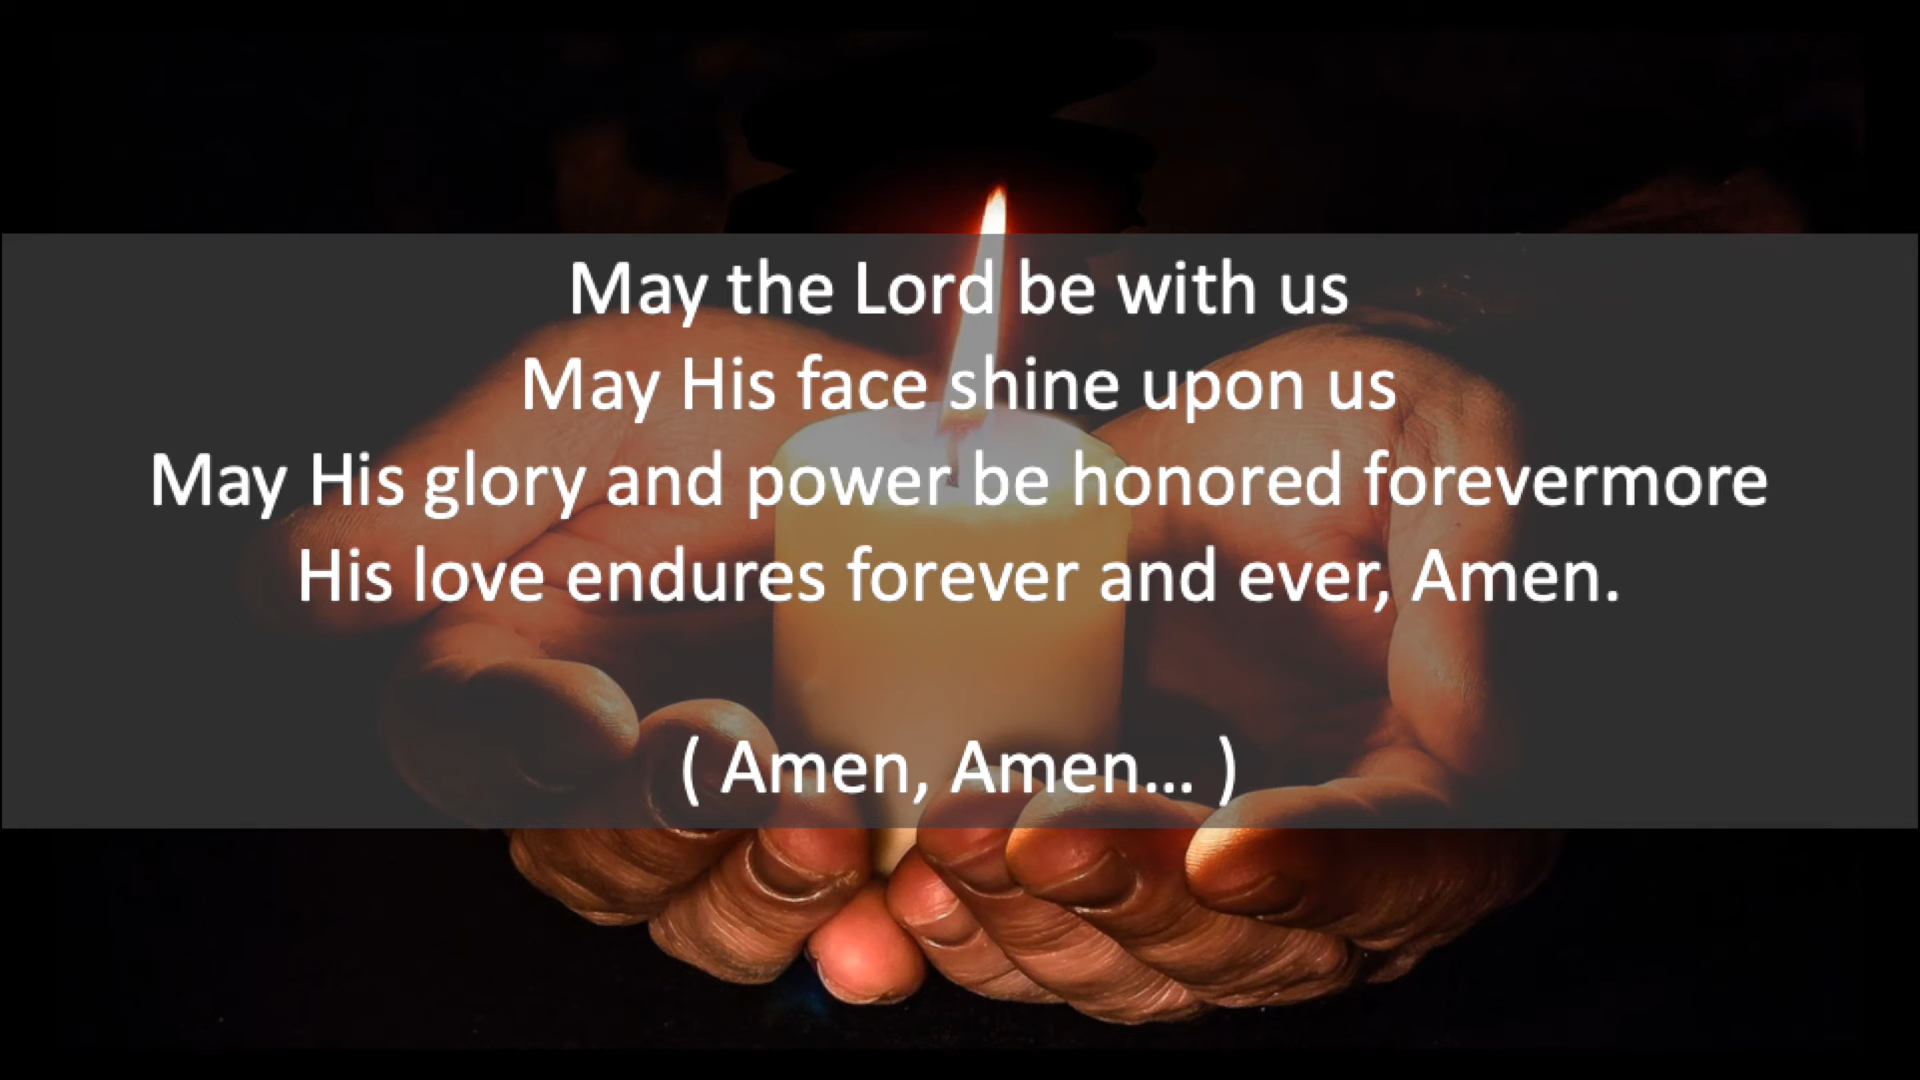 May the Lord be with us
May His face shine upon us
May His glory and power be honored forevermore
His love endures forever and ever, Amen.
( Amen, Amen... )